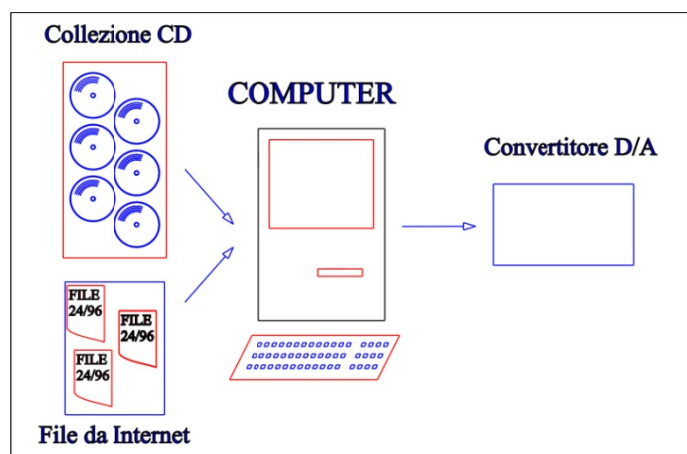 Collezione CD
COMPUTER
Convertitore D/A
FILE
24/96
FILE
24/96
FILE
24/96
File da Internet